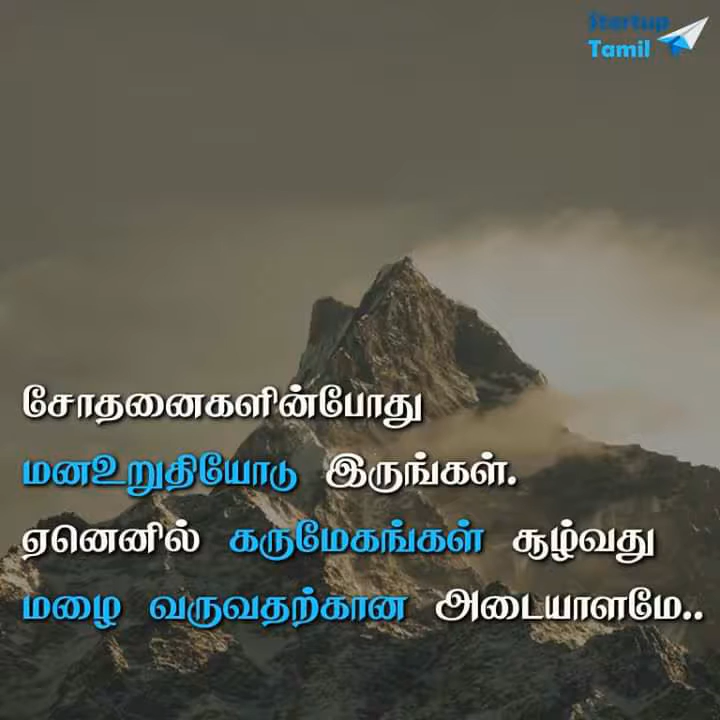 Startup
Tamil
சோதனைகளின்போது
மனஉறுதியோடு இருங்கள்.
ஏனெனில் கருமேகங்கள் சூழ்வது
மழை வருவதற்கான அடையாளமே..